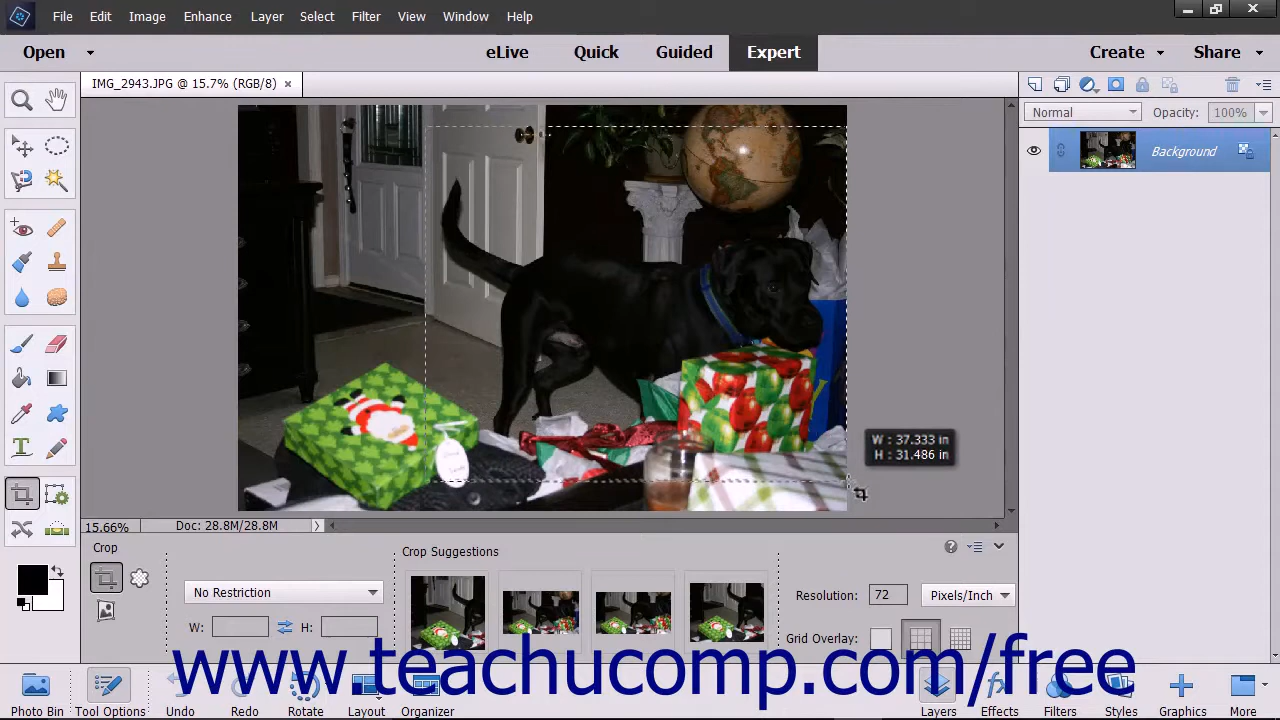 File Edit Image Enhance Layer Select Filter View Window Help
Open eLive Quick Guided Expert Create Share
IMG_2943.JPG @ 15.7% (RGB/8) ×
Normal Opacity: 100%
Background
W : 37.333 in
H : 31.486 in
15.66% Doc: 28.8M/28.8M
Crop Crop Suggestions
No Restriction Resolution: 72 Pixels/Inch
W: H: Grid Overlay:
www.teachucomp.com/free
Photo Bin Tool Options Undo Redo Rotate Layout Organizer Layers Effects Filters Styles Graphics More